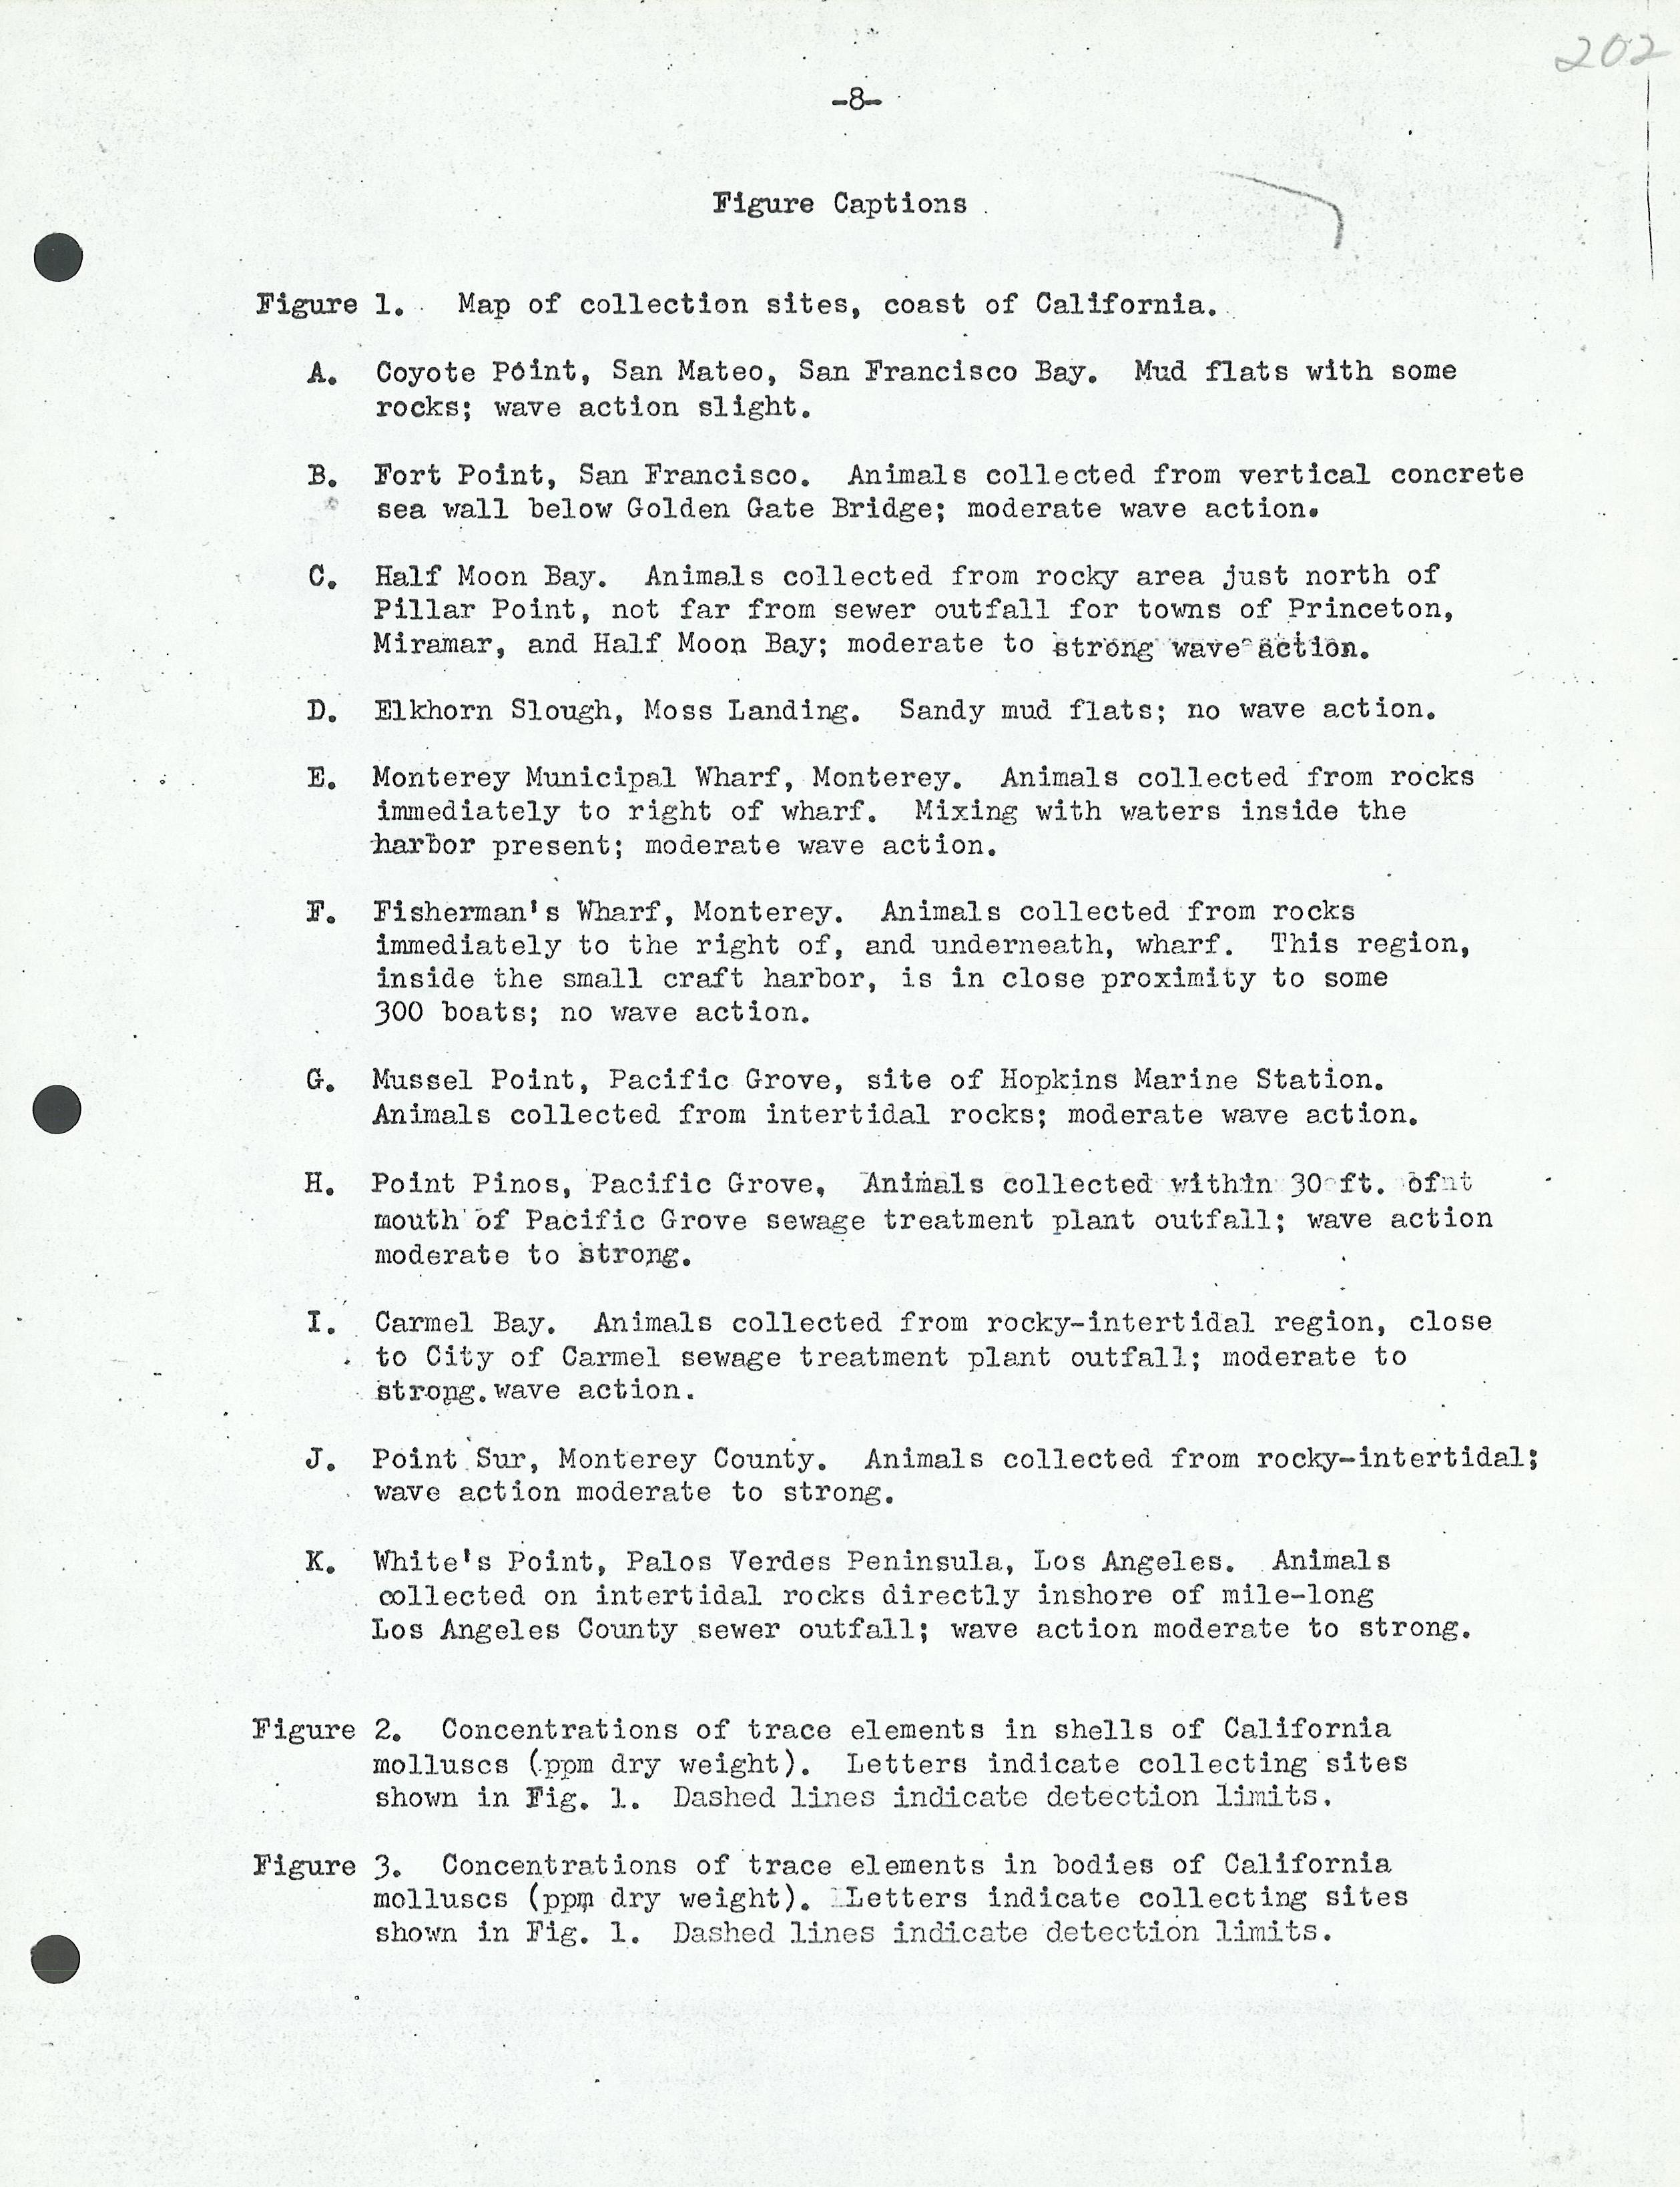 202
-8-
Figure Captions
Figure 1. Map of collection sites, coast of California.
A. Coyote Point, San Mateo, San Francisco Bay. Mud flats with some
rocks; wave action slight.
B. Fort Point, San Francisco. Animals collected from vertical concrete
sea wall below Golden Gate Bridge; moderate wave action.
C. Half Moon Bay. Animals collected from rocky area just north of
Pillar Point, not far from sewer outfall for towns of Princeton,
Miramar, and Half Moon Bay; moderate to strong wave action.
D. Elkhorn Slough, Moss Landing. Sandy mud flats; no wave action.
E. Monterey Municipal Wharf, Monterey. Animals collected from rocks
immediately to right of wharf. Mixing with waters inside the
harbor present; moderate wave action.
F. Fisherman's Wharf, Monterey. Animals collected from rocks
immediately to the right of, and underneath, wharf. This region,
inside the small craft harbor, is in close proximity to some
300 boats; no wave action.
G. Mussel Point, Pacific Grove, site of Hopkins Marine Station.
Animals collected from intertidal rocks; moderate wave action.
H. Point Pinos, Pacific Grove, Animals collected within 30 ft. of
mouth of Pacific Grove sewage treatment plant outfall; wave action
moderate to strong.
I. Carmel Bay. Animals collected from rocky-intertidal region, close
to City of Carmel sewage treatment plant outfall; moderate to
strong wave action.
J. Point Sur, Monterey County. Animals collected from rocky-intertidal;
wave action moderate to strong.
K. White's Point, Palos Verdes Peninsula, Los Angeles. Animals
collected on intertidal rocks directly inshore of mile-long
Los Angeles County sewer outfall; wave action moderate to strong.
Figure 2. Concentrations of trace elements in shells of California
molluscs (ppm dry weight). Letters indicate collecting sites
shown in Fig. 1. Dashed lines indicate detection limits.
Figure 3. Concentrations of trace elements in bodies of California
molluscs (ppm dry weight). Letters indicate collecting sites
shown in Fig. 1. Dashed lines indicate detection limits.